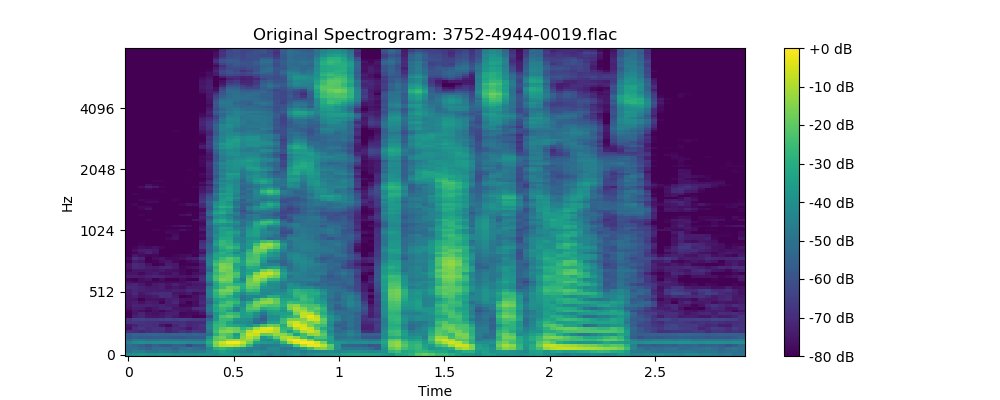 Original Spectrogram: 3752-4944-0019.flac
+0 dB
-10 dB
4096
-20 dB
2048
-30 dB
Hz
-40 dB
1024
-50 dB
512
-60 dB
-70 dB
0
-80 dB
0 0.5 1 1.5 2 2.5
Time